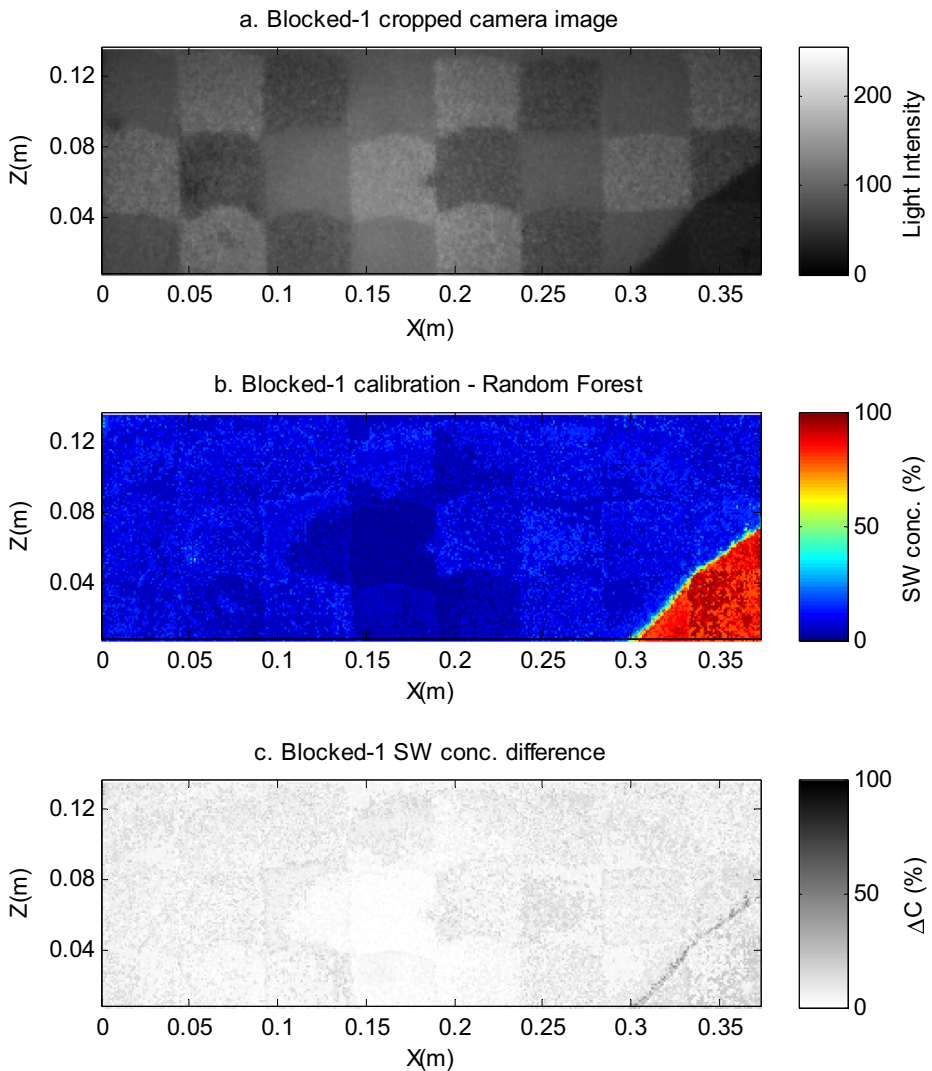 a. Blocked-1 cropped camera image
0.12
0.08
0.04
Z(m)
0 0.05 0.1 0.15 0.2 0.25 0.3 0.35
X(m)
200
100
0
Light Intensity
b. Blocked-1 calibration - Random Forest
0.12
0.08
0.04
Z(m)
0 0.05 0.1 0.15 0.2 0.25 0.3 0.35
X(m)
100
50
0
SW conc. (%)
c. Blocked-1 SW conc. difference
0.12
0.08
0.04
Z(m)
0 0.05 0.1 0.15 0.2 0.25 0.3 0.35
X(m)
100
50
0
ΔC (%)